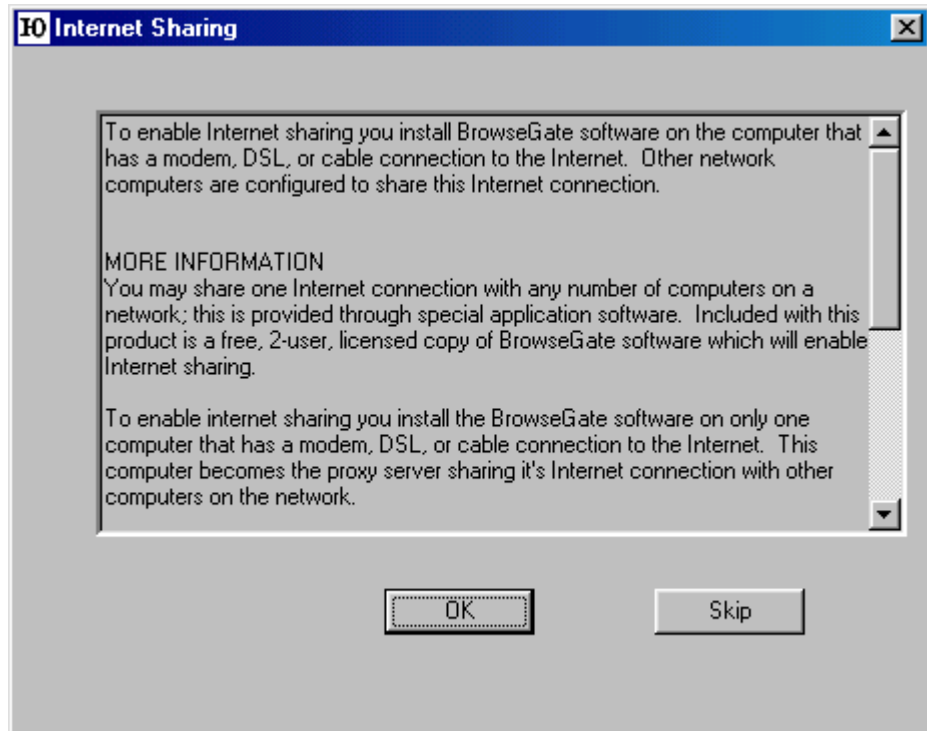 Internet Sharing
To enable Internet sharing you install BrowseGate software on the computer that
has a modem, DSL, or cable connection to the Internet.  Other network
computers are configured to share this Internet connection.
MORE INFORMATION
You may share one Internet connection with any number of computers on a
network; this is provided through special application software.  Included with this
product is a free, 2-user, licensed copy of BrowseGate software which will enable
Internet sharing.
To enable internet sharing you install the BrowseGate software on only one
computer that has a modem, DSL, or cable connection to the Internet.  This
computer becomes the proxy server sharing it's Internet connection with other
computers on the network.
OK
Skip